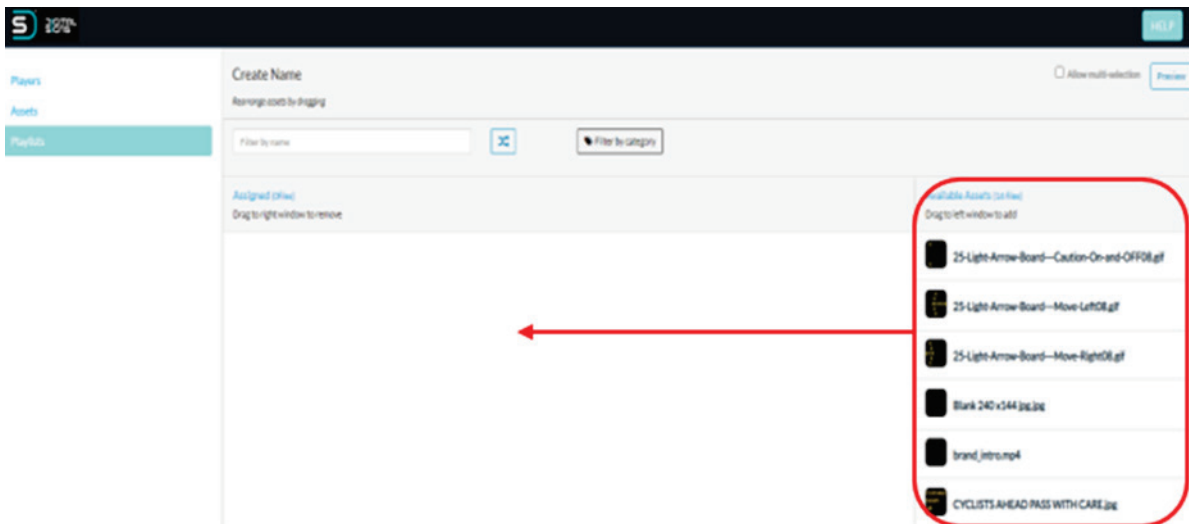 HELP
Players
Assets
Playlists
Create Name
Rearrange assets by dragging
Allow multi-selection
Preview
Filter by name
Filter by category
Assigned
Drag to right window to remove
Available Assets
Drag to left window to add
25-Light-Arrow-Board---Caution-On-and-OFF08.gif
25-Light-Arrow-Board---Move-Left08.gif
25-Light-Arrow-Board---Move-Right08.gif
Blank 240 x144 jpg.jpg
brand_intro.mp4
CYCLISTS AHEAD PASS WITH CARE.jpg